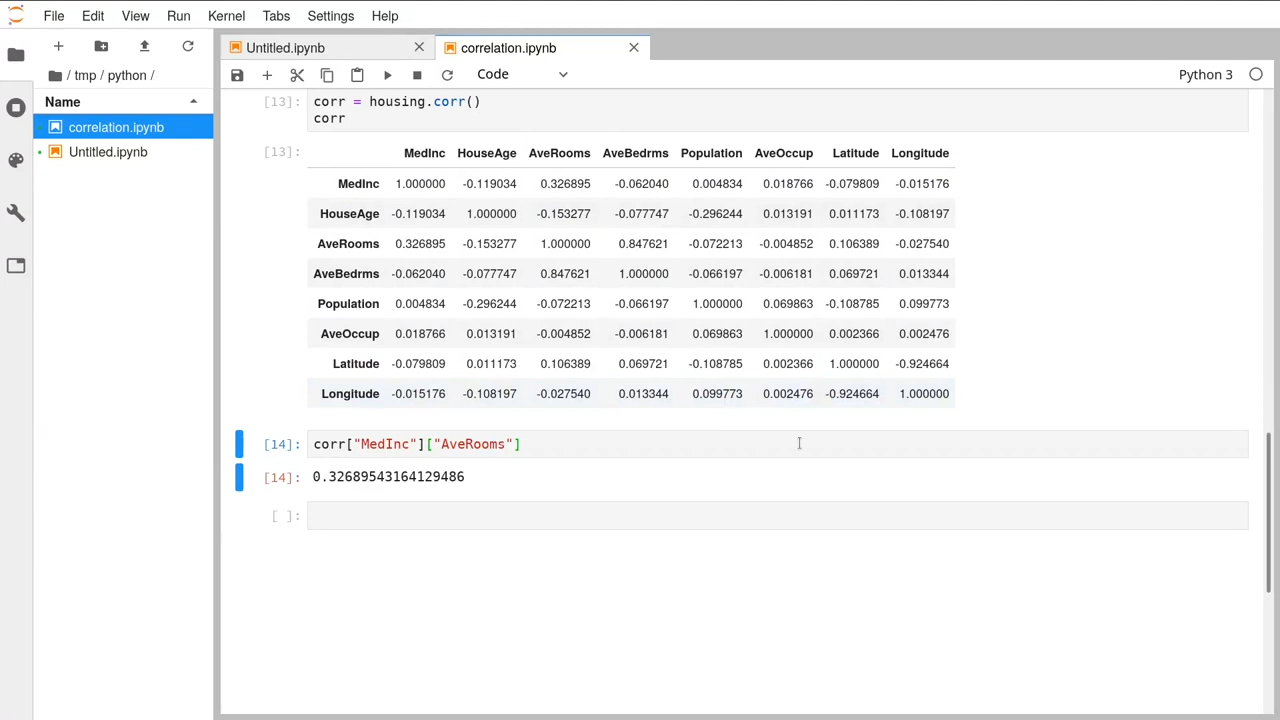 File Edit View Run Kernel Tabs Settings Help
/ tmp / python /
Name
correlation.ipynb
Untitled.ipynb
Untitled.ipynb correlation.ipynb
Code Python 3
[13]: corr = housing.corr()
corr
[13]: MedInc HouseAge AveRooms AveBedrms Population AveOccup Latitude Longitude
MedInc 1.000000 -0.119034 0.326895 -0.062040 0.004834 0.018766 -0.079809 -0.015176
HouseAge -0.119034 1.000000 -0.153277 -0.077747 -0.296244 0.013191 0.011173 -0.108197
AveRooms 0.326895 -0.153277 1.000000 0.847621 -0.072213 -0.004852 0.106389 -0.027540
AveBedrms -0.062040 -0.077747 0.847621 1.000000 -0.066197 -0.006181 0.069721 0.013344
Population 0.004834 -0.296244 -0.072213 -0.066197 1.000000 0.069863 -0.108785 0.099773
AveOccup 0.018766 0.013191 -0.004852 -0.006181 0.069863 1.000000 0.002366 0.002476
Latitude -0.079809 0.011173 0.106389 0.069721 -0.108785 0.002366 1.000000 -0.924664
Longitude -0.015176 -0.108197 -0.027540 0.013344 0.099773 0.002476 -0.924664 1.000000
[14]: corr["MedInc"]["AveRooms"]
[14]: 0.32689543164129486
[ ]: